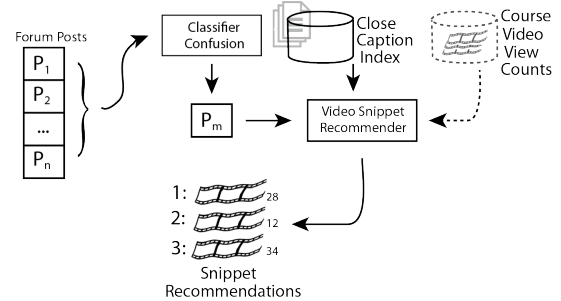 Forum Posts
P1
P2
...
Pn
Classifier
Confusion
Pm
Close
Caption
Index
Course
Video
View
Counts
Video Snippet
Recommender
1: 28
2: 12
3: 34
Snippet
Recommendations